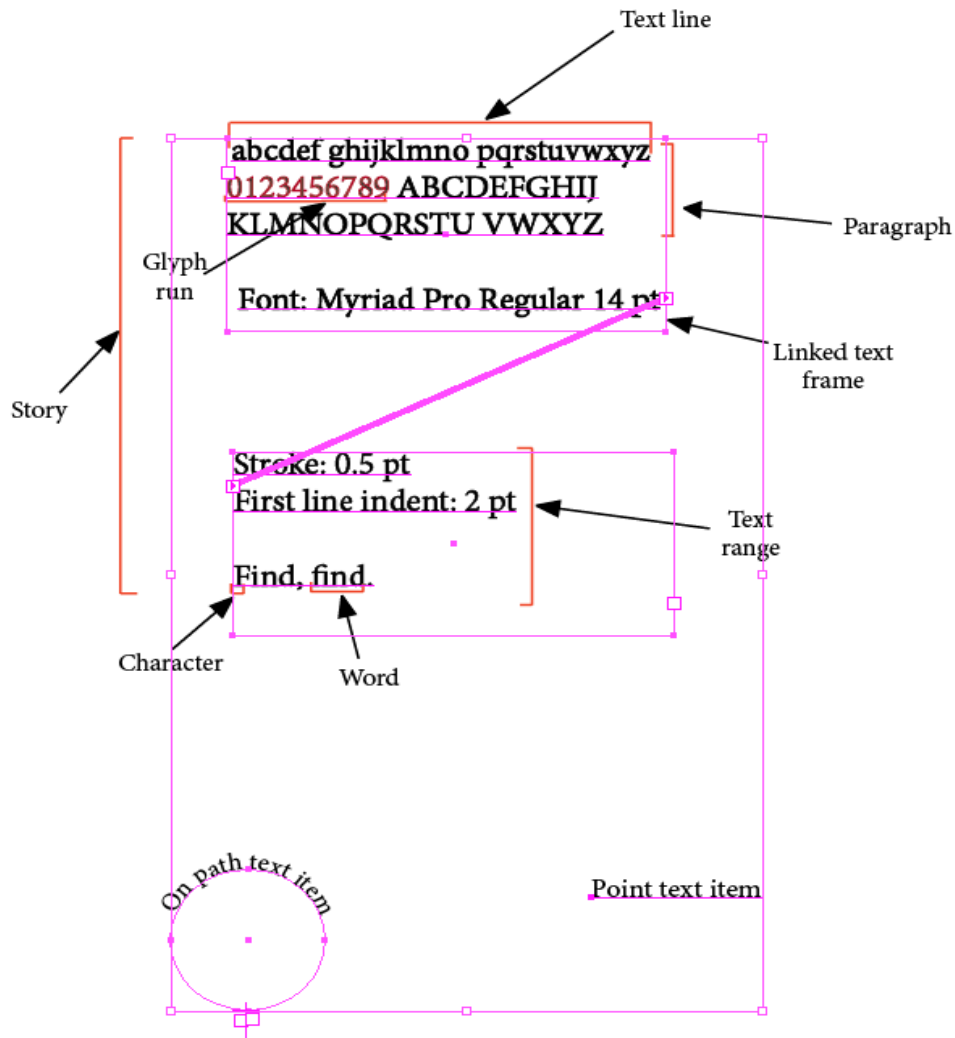 Text line
abcdef ghijklmno pqrstuvwxyz
0123456789 ABCDEFGHIJ
KLMNOPQRSTU VWXYZ
Paragraph
Glyph
run
Font: Myriad Pro Regular 14 pt
Linked text
frame
Story
Stroke: 0.5 pt
First line indent: 2 pt
Text
range
Find, find.
Character
Word
On path text item
Point text item